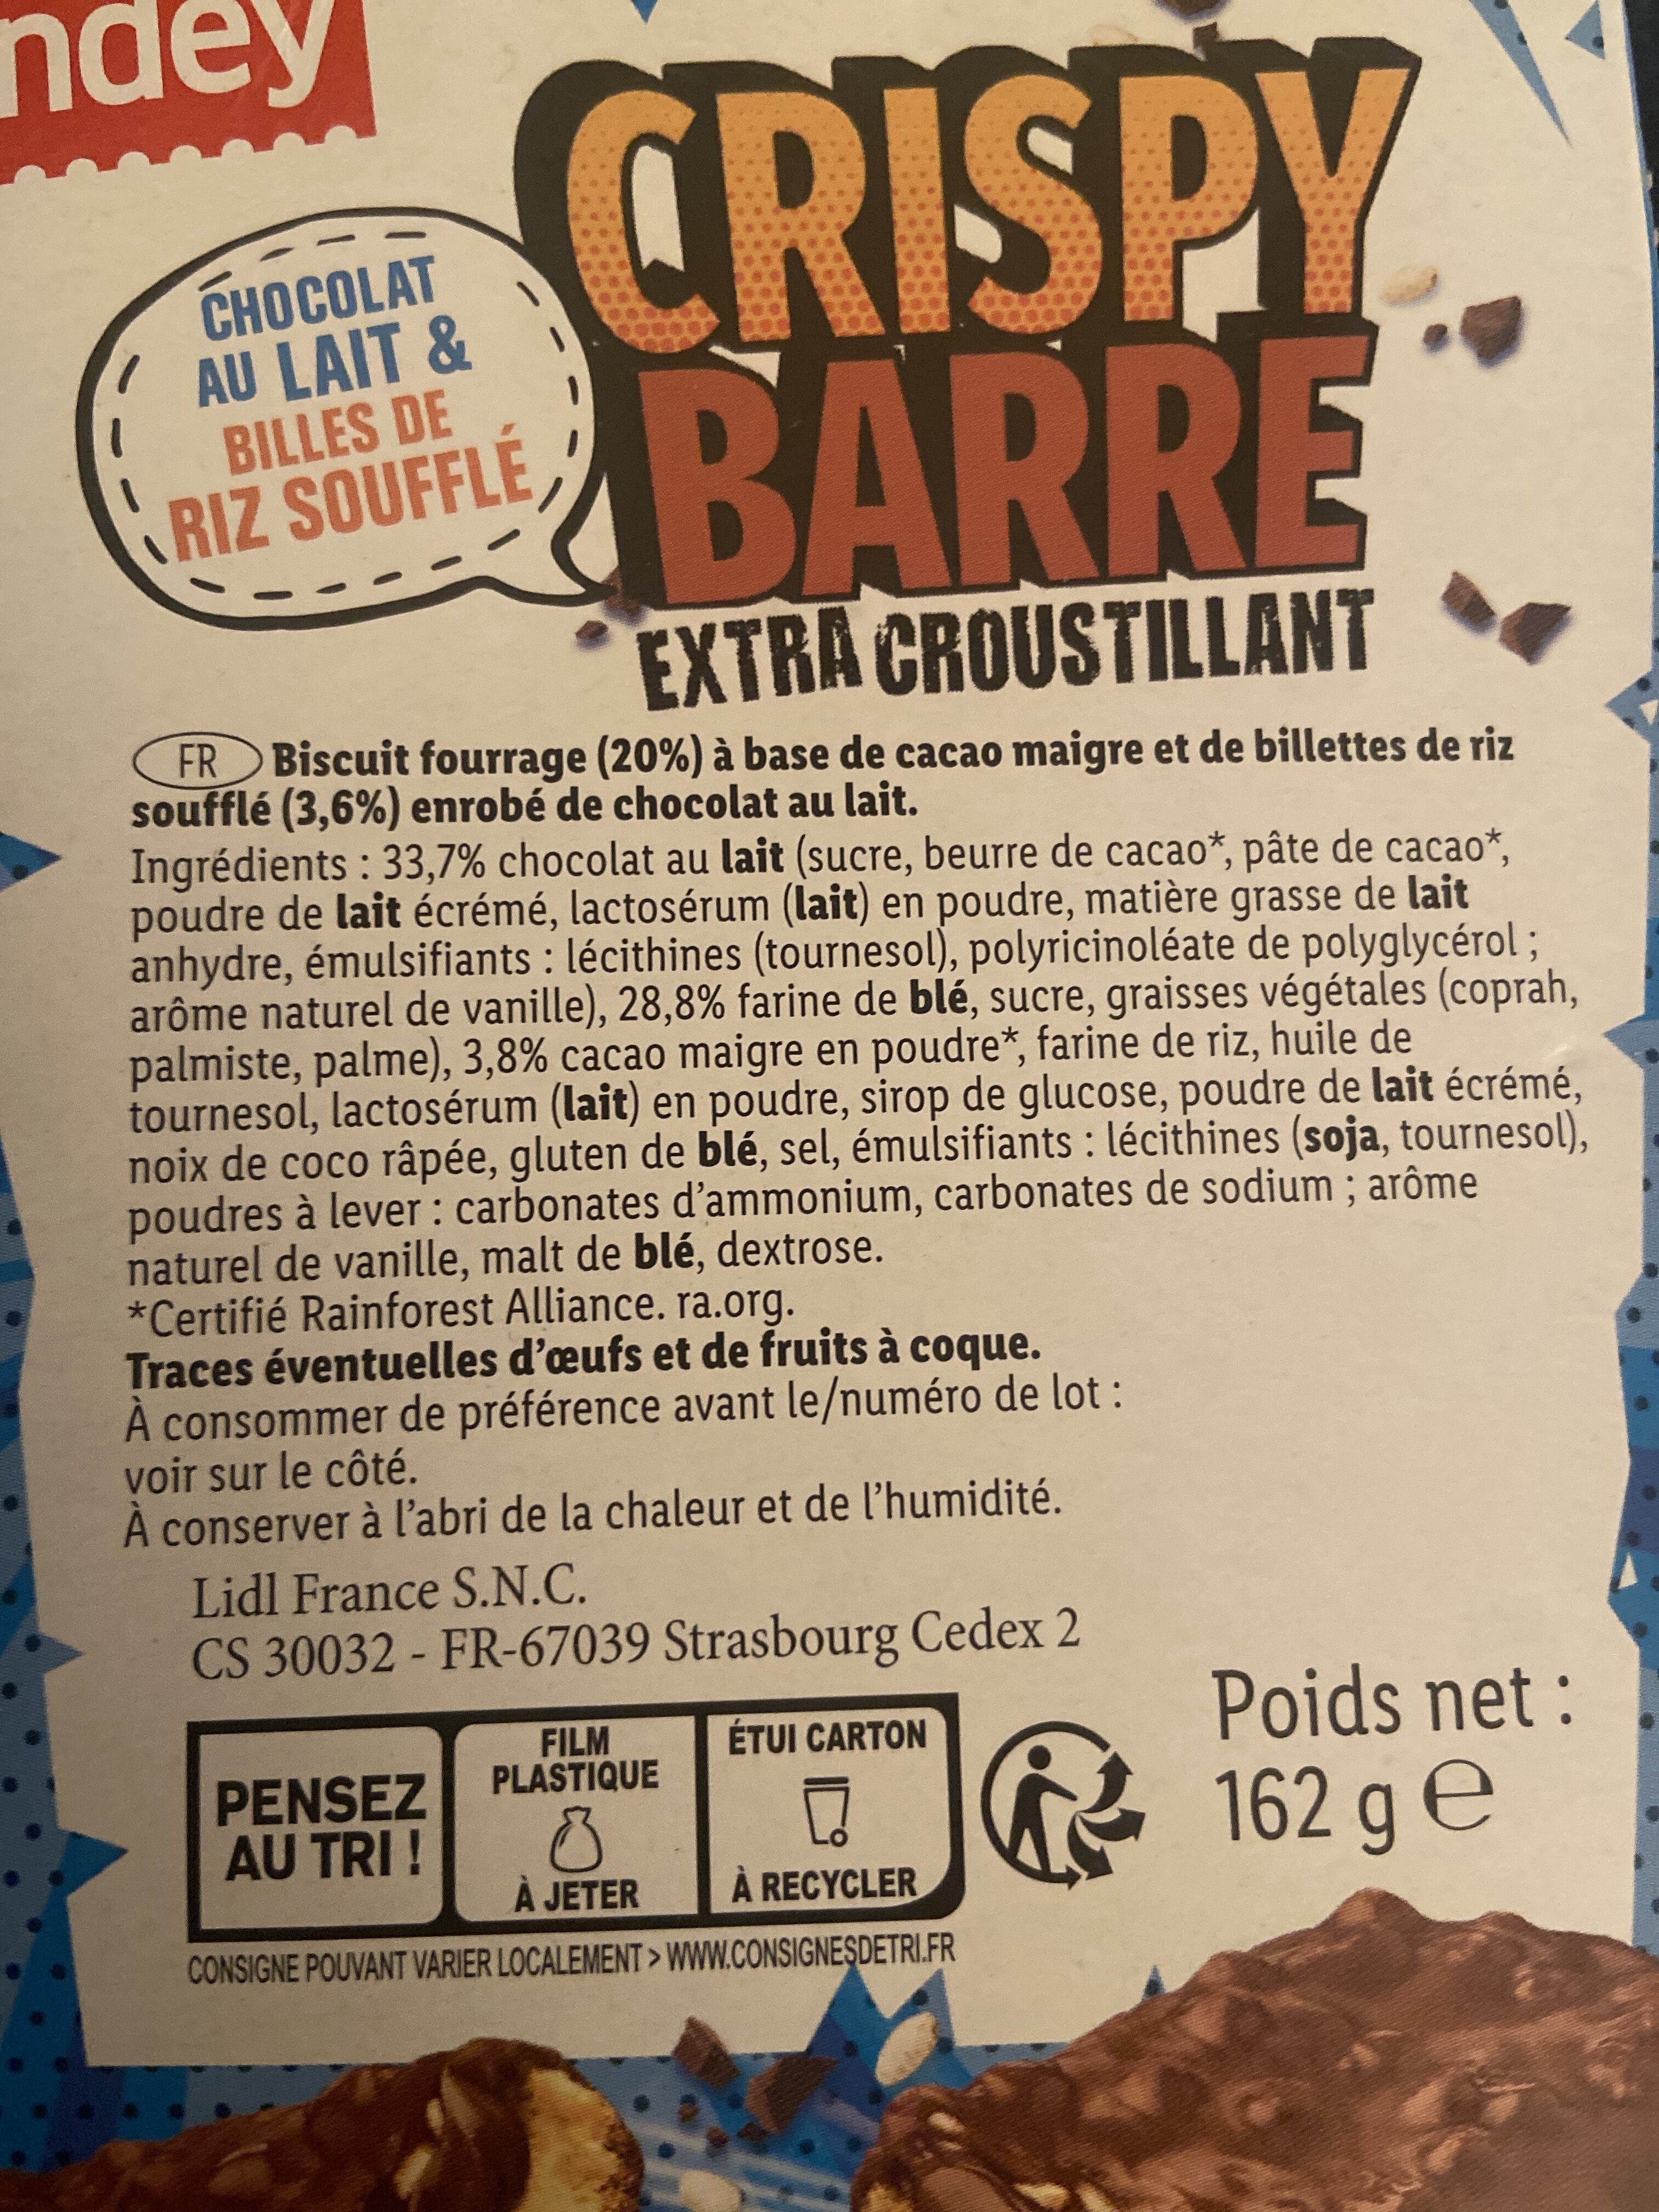 ndey
CRISPY
BARRE
EXTRA CROUSTILLANT
CHOCOLAT
AU LAIT &
BILLES DE
RIZ SOUFFLÉ
FR Biscuit fourrage (20%) à base de cacao maigre et de billettes de riz
soufflé (3,6%) enrobé de chocolat au lait.
Ingrédients : 33,7% chocolat au lait (sucre, beurre de cacao*, pâte de cacao*,
poudre de lait écrémé, lactosérum (lait) en poudre, matière grasse de lait
anhydre, émulsifiants : lécithines (tournesol), polyricinoléate de polyglycérol ;
arôme naturel de vanille), 28,8% farine de blé, sucre, graisses végétales (coprah,
palmiste, palme), 3,8% cacao maigre en poudre*, farine de riz, huile de
tournesol, lactosérum (lait) en poudre, sirop de glucose, poudre de lait écrémé,
noix de coco râpée, gluten de blé, sel, émulsifiants : lécithines (soja, tournesol),
poudres à lever : carbonates d’ammonium, carbonates de sodium ; arôme
naturel de vanille, malt de blé, dextrose.
*Certifié Rainforest Alliance. ra.org.
Traces éventuelles d’œufs et de fruits à coque.
À consommer de préférence avant le/numéro de lot :
voir sur le côté.
À conserver à l’abri de la chaleur et de l’humidité.
Lidl France S.N.C.
CS 30032 - FR-67039 Strasbourg Cedex 2
PENSEZ
AU TRI !
FILM
PLASTIQUE
À JETER
ÉTUI CARTON
À RECYCLER
CONSIGNE POUVANT VARIER LOCALEMENT > WWW.CONSIGNESDETRI.FR
Poids net :
162 g e